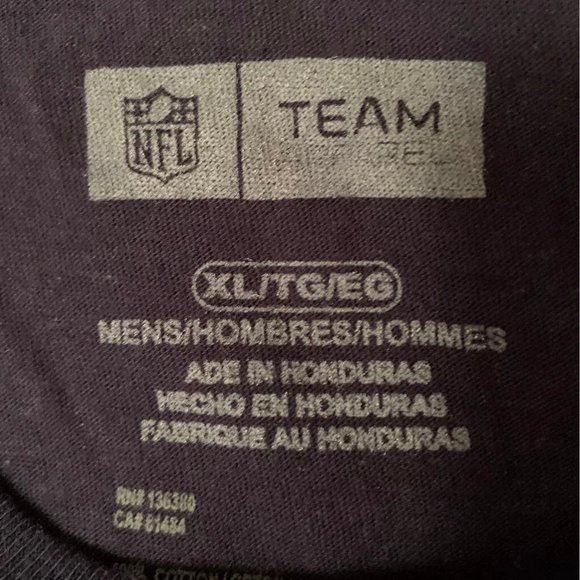 NFL TEAM
XL/TG/EG
MENS/HOMBRES/HOMMES
ADE IN HONDURAS
HECHO EN HONDURAS
FABRIQUE AU HONDURAS
RN# 136380
CA# 61484
COTTON